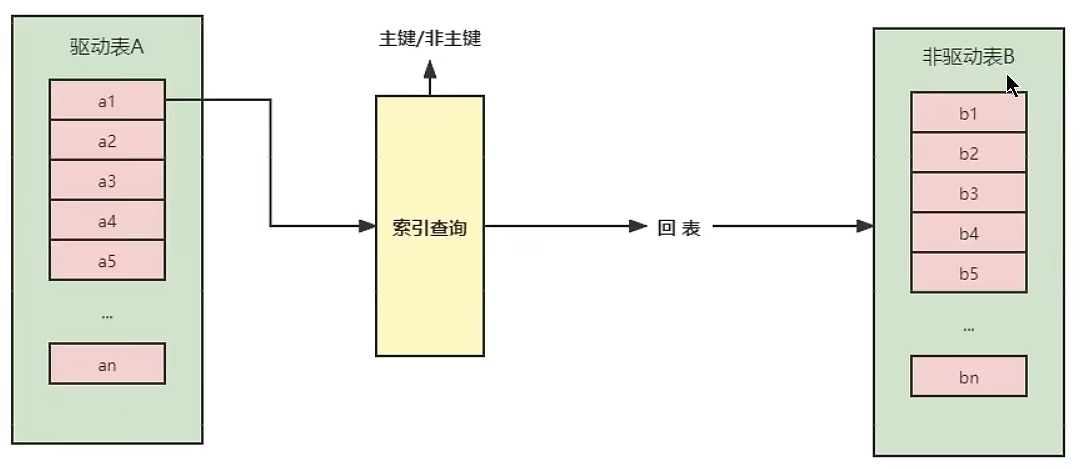 驱动表A
a1
a2
a3
a4
a5
...
an
主键/非主键
索引查询
回 表
非驱动表B
b1
b2
b3
b4
b5
...
bn